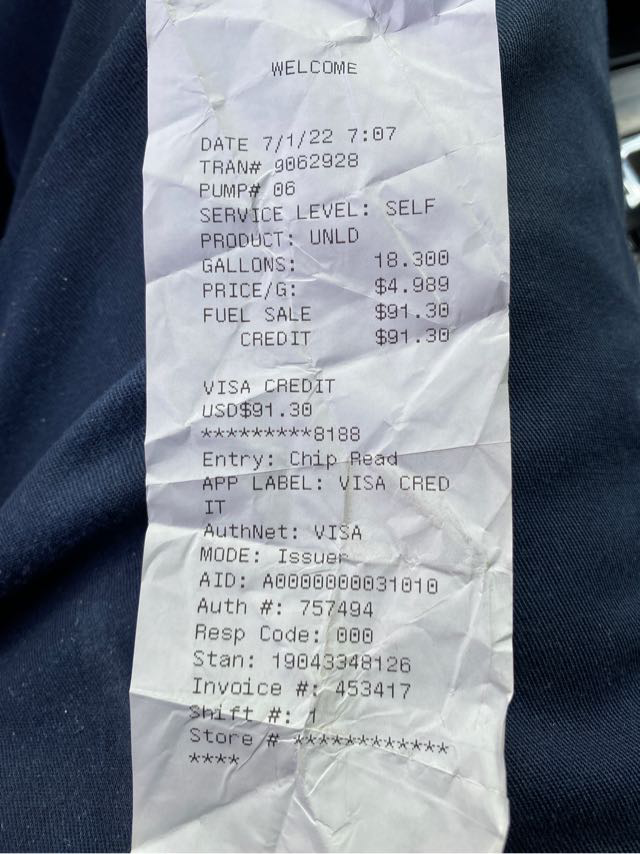 WELCOME
DATE 7/1/22 7:07
TRAN# 9062928
PUMP# 06
SERVICE LEVEL: SELF
PRODUCT: UNLD
GALLONS: 18.300
PRICE/G: $4.989
FUEL SALE $91.30
CREDIT $91.30
VISA CREDIT
USD$91.30
*********8188
Entry: Chip Read
APP LABEL: VISA CRED
IT
AuthNet: VISA
MODE: Issuer
AID: A0000000031010
Auth #: 757494
Resp Code: 000
Stan: 19043348126
Invoice #: 453417
Shift #: 1
Store # ************
****